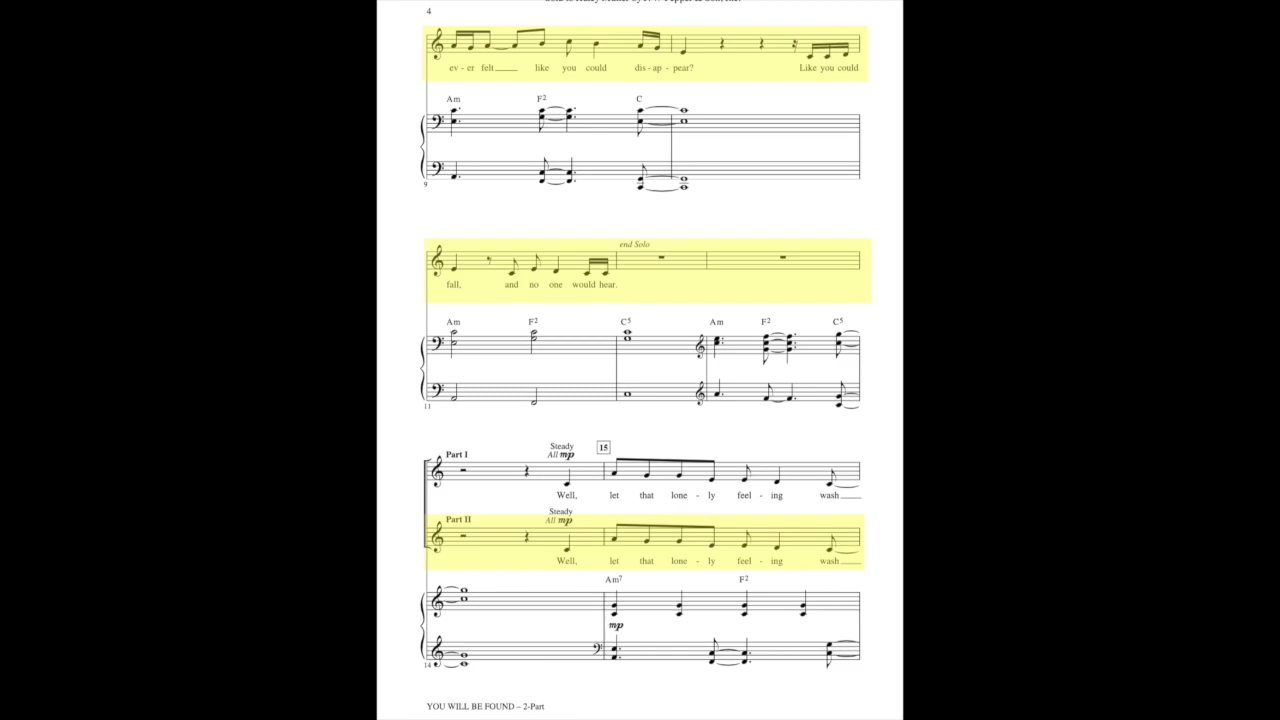 4
ev - er felt____ like you could dis - ap - pear? Like you could
Am F2 C
9
end Solo
fall, and no one would hear.
Am F2 C5 Am F2 C5
11
Part I Steady All mp 15
Well, let that lone - ly feel - ing wash____
Part II Steady All mp
Well, let that lone - ly feel - ing wash____
Am7 F2
mp
14
YOU WILL BE FOUND – 2-Part